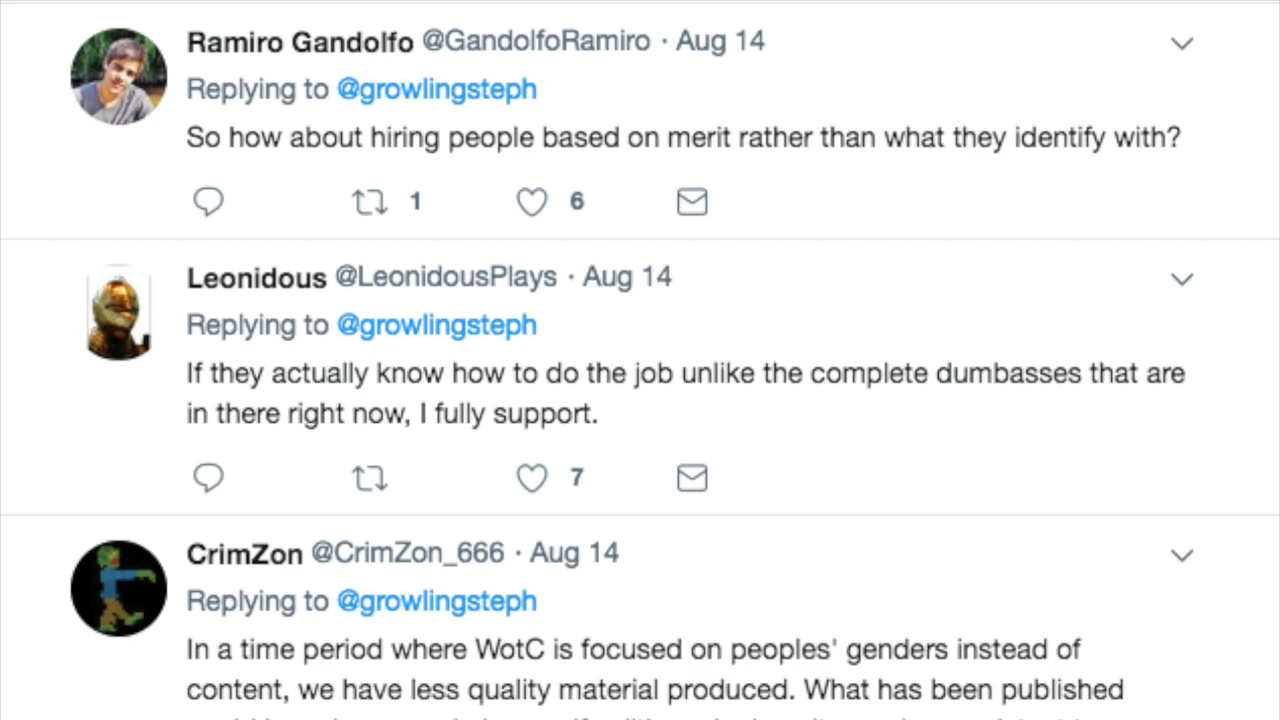 Ramiro Gandolfo @GandolfoRamiro · Aug 14
Replying to @growlingsteph
So how about hiring people based on merit rather than what they identify with?
1 6
Leonidous @LeonidousPlays · Aug 14
Replying to @growlingsteph
If they actually know how to do the job unlike the complete dumbasses that are
in there right now, I fully support.
7
CrimZon @CrimZon_666 · Aug 14
Replying to @growlingsteph
In a time period where WotC is focused on peoples' genders instead of
content, we have less quality material produced. What has been published